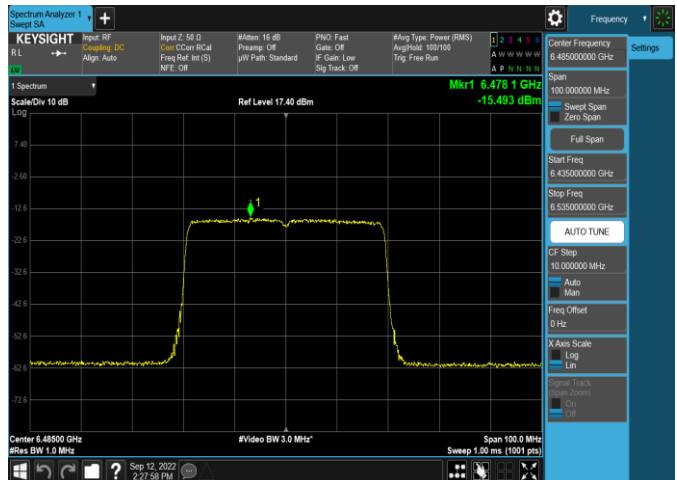 Spectrum Analyzer 1
Swept SA
KEYSIGHT
RL
Input: RF
Coupling: DC
Align: Auto
Input Z: 50 Ω
Corr CCorr RCal
Freq Ref: Int (S)
NFE: Off
#Atten: 16 dB
Preamp: Off
µW Path: Standard
PNO: Fast
Gate: Off
IF Gain: Low
Sig Track: Off
#Avg Type: Power (RMS)
Avg|Hold: 100/100
Trig: Free Run
1 2 3 4 5 6
A W W W W W
A P N N N N
LVI
1 Spectrum
Scale/Div 10 dB
Log
Ref Level 17.40 dBm
Mkr1 6.478 1 GHz
-15.493 dBm
7.40
-2.60
-12.6
-22.6
-32.6
-42.6
-52.6
-62.6
-72.6
1
Center 6.48500 GHz
#Res BW 1.0 MHz
#Video BW 3.0 MHz*
Span 100.0 MHz
Sweep 1.00 ms (1001 pts)
Sep 12, 2022
2:27:58 PM
Frequency
Settings
Center Frequency
6.485000000 GHz
Span
100.000000 MHz
Swept Span
Zero Span
Full Span
Start Freq
6.435000000 GHz
Stop Freq
6.535000000 GHz
AUTO TUNE
CF Step
10.000000 MHz
Auto
Man
Freq Offset
0 Hz
X Axis Scale
Log
Lin
Signal Track
(Span Zoom)
On
Off